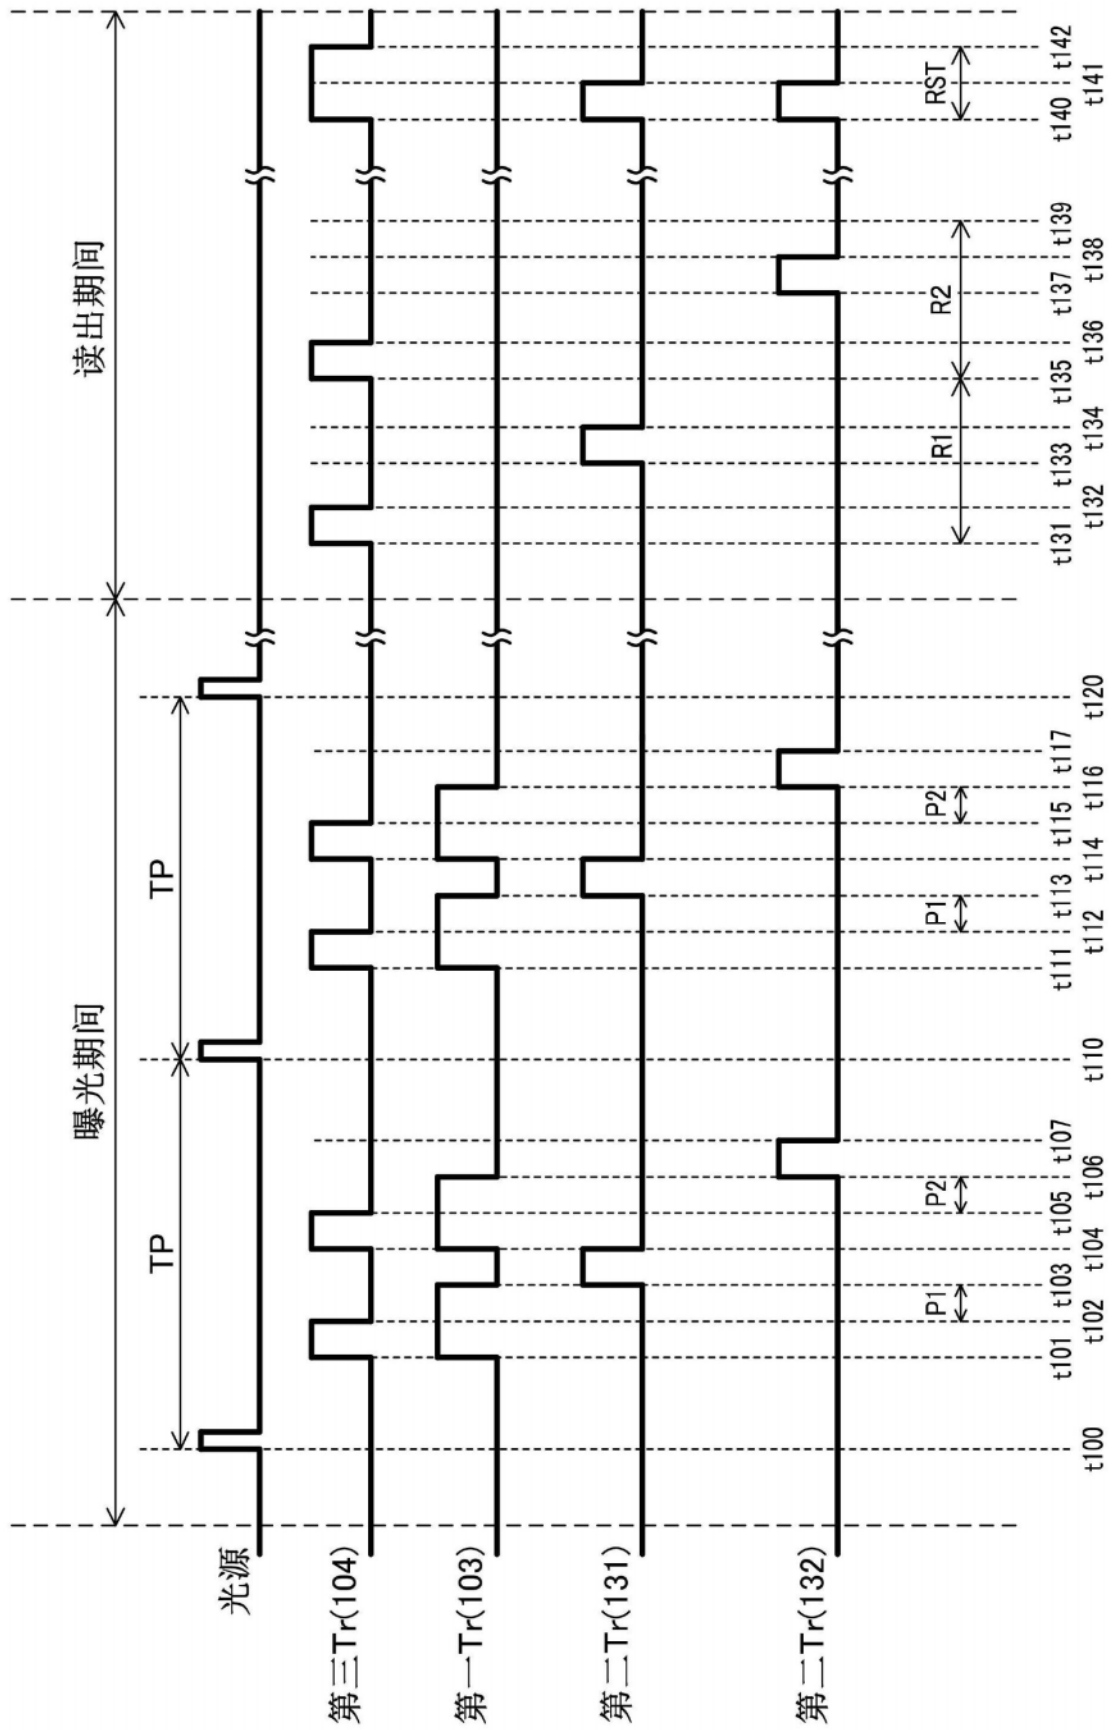 曝光期间 读出期间
TP TP
光源
第三Tr(104)
第一Tr(103)
第二Tr(131)
第二Tr(132)
P1 P2 P1 P2 R1 R2 RST
t101 t103 t105 t107 t111 t113 t115 t117 t131 t133 t135 t137 t139 t140 t142
t100 t102 t104 t106 t110 t112 t114 t116 t120 t132 t134 t136 t138 t141